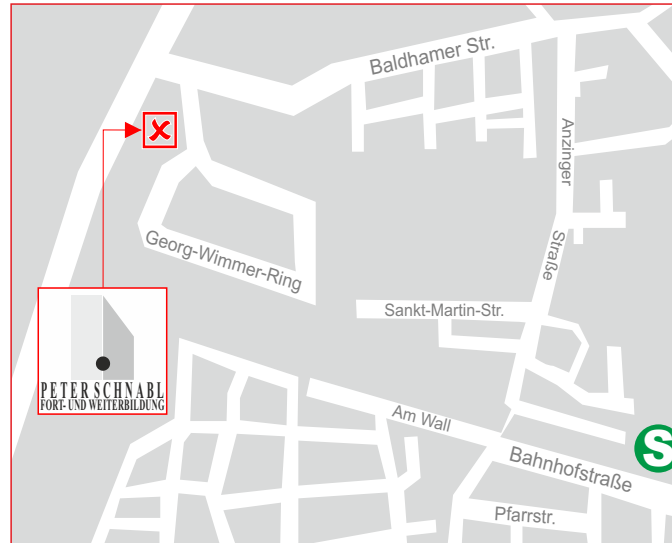 Baldhamer Str.
Anzinger
Straße
Georg-Wimmer-Ring
Sankt-Martin-Str.
PETER SCHNABL
FORT- UND WEITERBILDUNG
Am Wall
Bahnhofstraße
S
Pfarrstr.